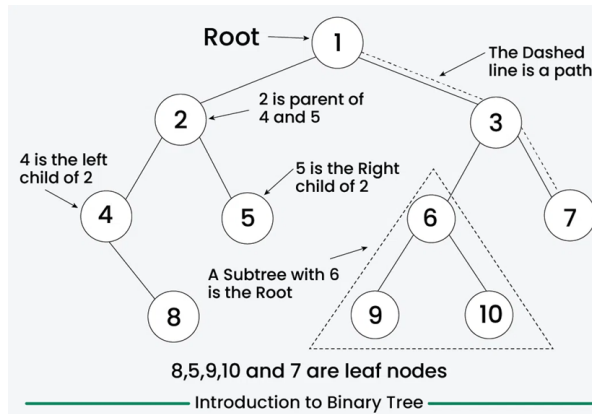 Root
1
The Dashed
line is a path
2 is parent of
4 and 5
2
3
4 is the left
child of 2
5 is the Right
child of 2
4
5
6
7
A Subtree with 6
is the Root
8
9
10
8,5,9,10 and 7 are leaf nodes
Introduction to Binary Tree